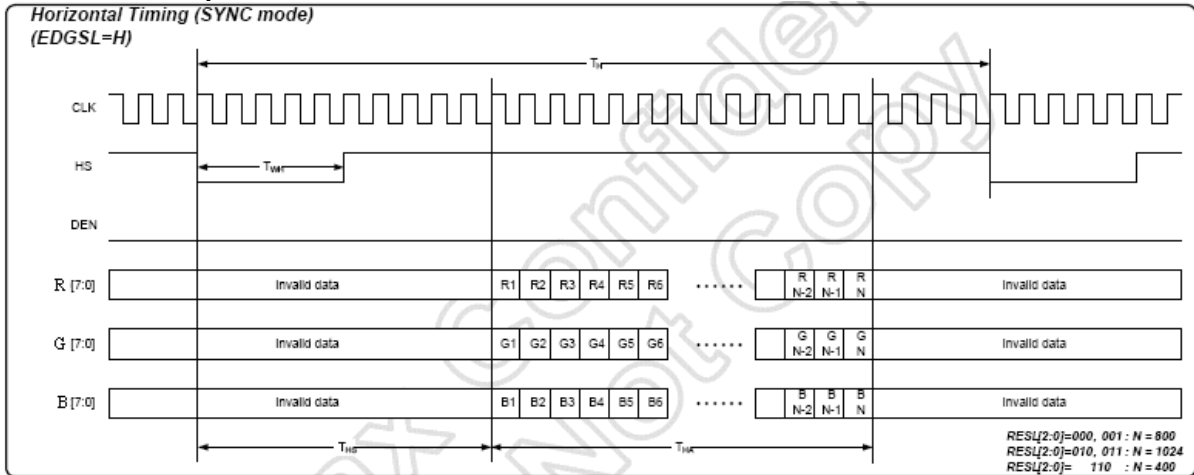 Horizontal Timing (SYNC mode)
(EDGSL=H)
TH
CLK
HS
TWH
DEN
R [7:0] Invalid data R1 R2 R3 R4 R5 R6 ...... R N-2 R N-1 R N Invalid data
G [7:0] Invalid data G1 G2 G3 G4 G5 G6 ...... G N-2 G N-1 G N Invalid data
B [7:0] Invalid data B1 B2 B3 B4 B5 B6 ...... B N-2 B N-1 B N Invalid data
THS THA
RESL[2:0]=000, 001 : N = 800
RESL[2:0]=010, 011 : N = 1024
RESL[2:0]= 110 : N = 400
Not Copy